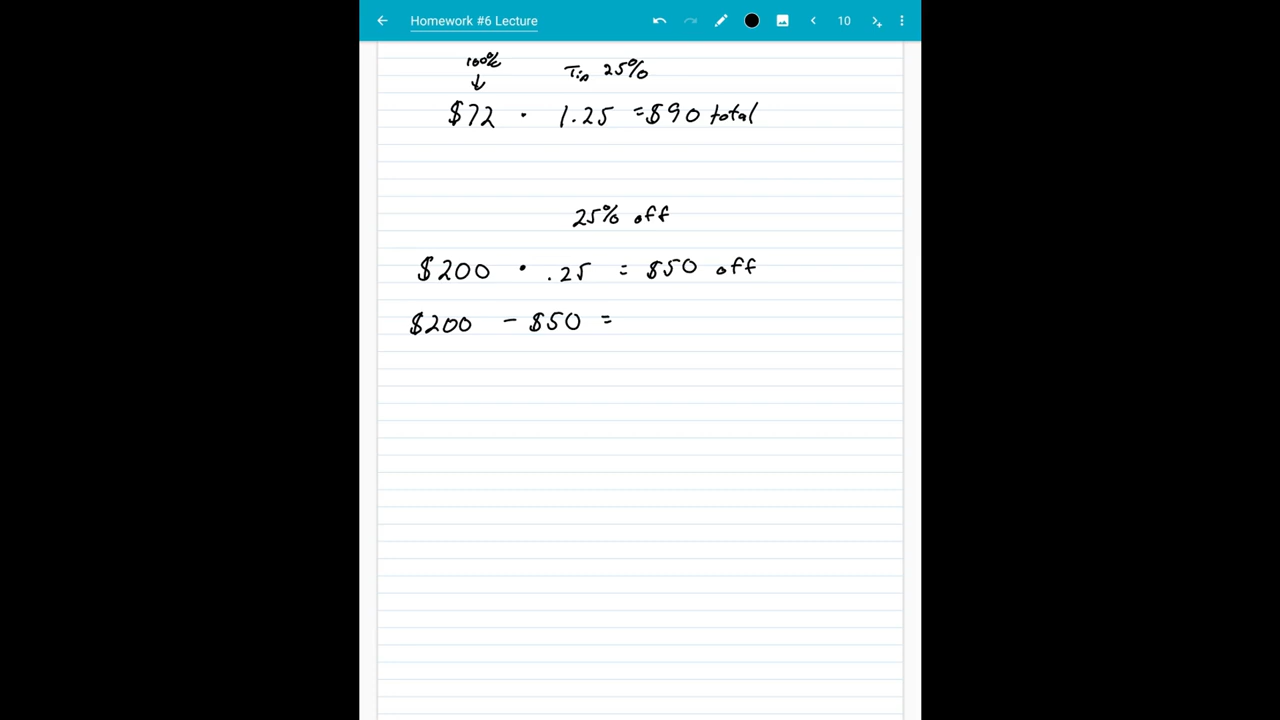 Homework #6 Lecture
10
100%
Tip 25%
$72 · 1.25 = $90 total
25% off
$200 · .25 = $50 off
$200 - $50 =